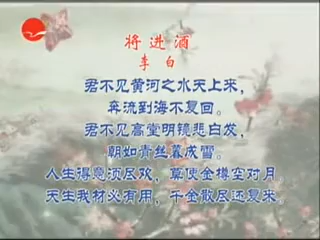 将进酒
李白
君不见黄河之水天上来，
奔流到海不复回。
君不见高堂明镜悲白发，
朝如青丝暮成雪。
人生得意须尽欢，莫使金樽空对月
天生我材必有用，千金散尽还复来。